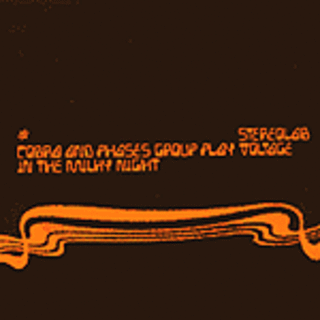 * STEREOLAB
COBRA AND PHASES GROUP PLAY VOLTAGE
IN THE MILKY NIGHT